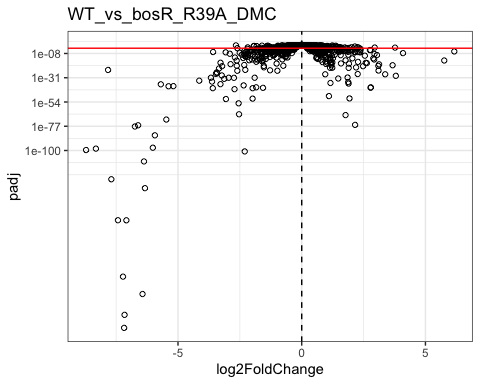 WT_vs_bosR_R39A_DMC
1e-08
1e-31
1e-54
1e-77
1e-100
padj
-5
0
5
log2FoldChange